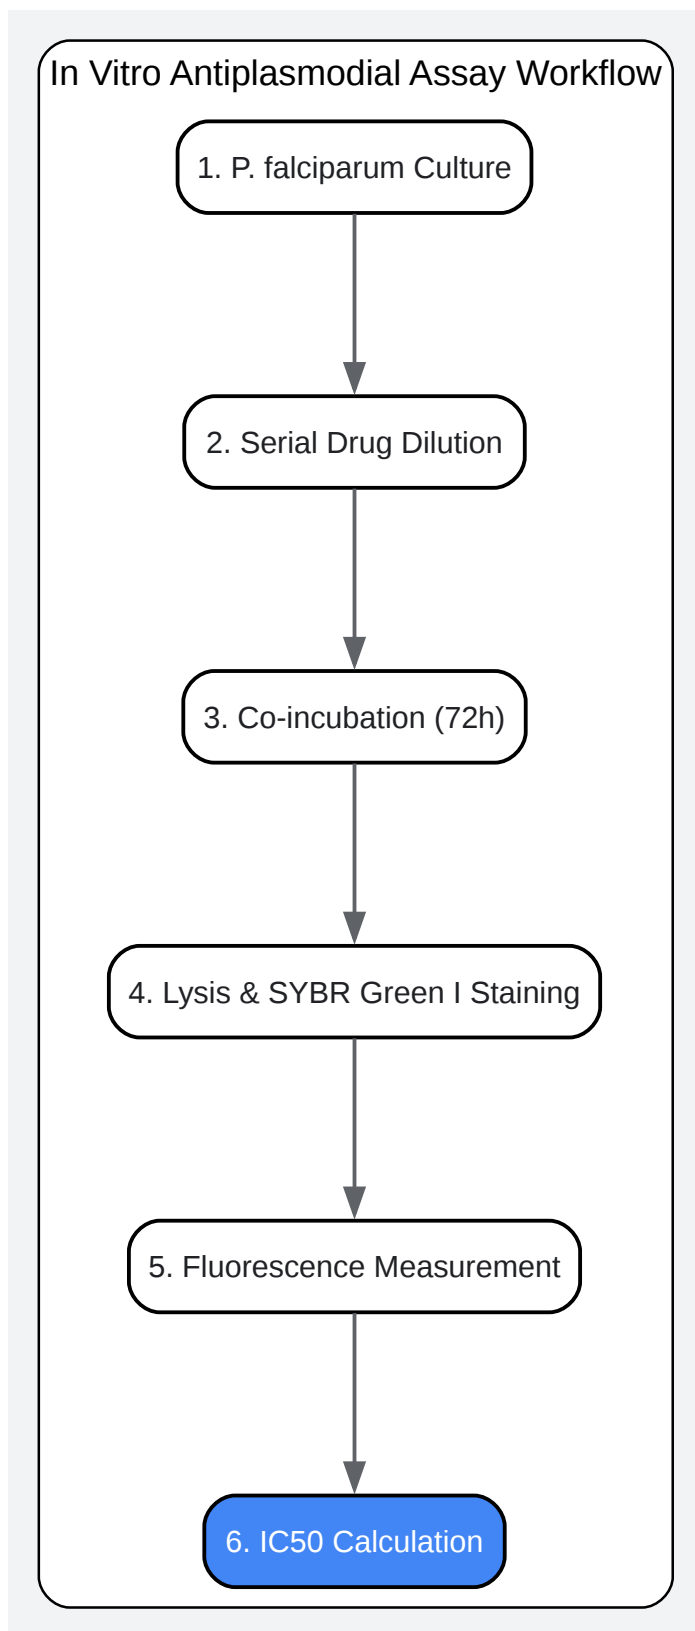 In Vitro Antiplasmodial Assay Workflow
1. P. falciparum Culture
2. Serial Drug Dilution
3. Co-incubation (72h)
4. Lysis & SYBR Green I Staining
5. Fluorescence Measurement
6. IC50 Calculation